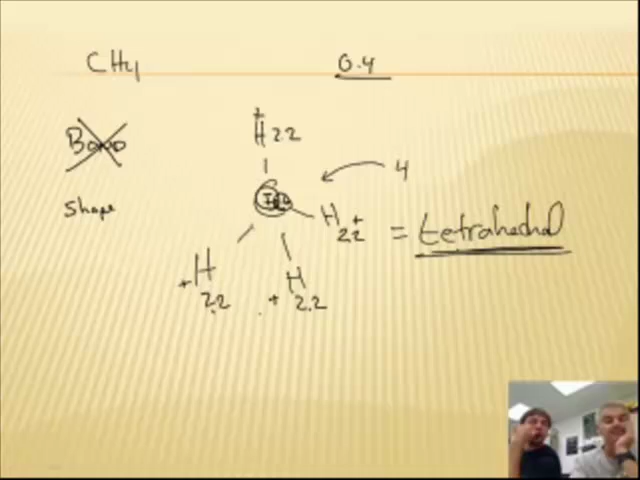 CH4
0.4
+
H 2.2
Bond
4
shape
H +
2.2
= tetrahedral
+ H
2.2
H
+ 2.2